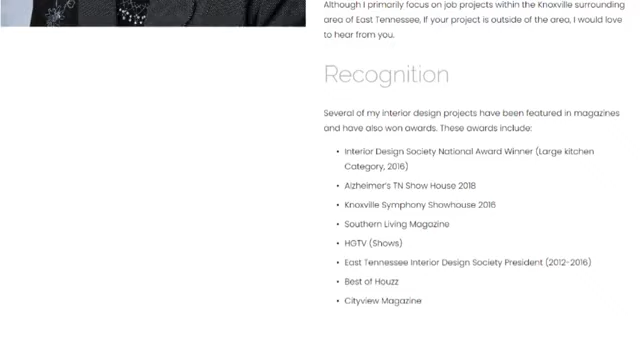 Although I primarily focus on job projects within the Knoxville surrounding
area of East Tennessee, If your project is outside of the area, I would love
to hear from you.
Recognition
Several of my interior design projects have been featured in magazines
and have also won awards. These awards include:
• Interior Design Society National Award Winner (Large kitchen
Category, 2016)
• Alzheimer's TN Show House 2018
• Knoxville Symphony Showhouse 2016
• Southern Living Magazine
• HGTV (Shows)
• East Tennessee Interior Design Society President (2012-2016)
• Best of Houzz
• Cityview Magazine